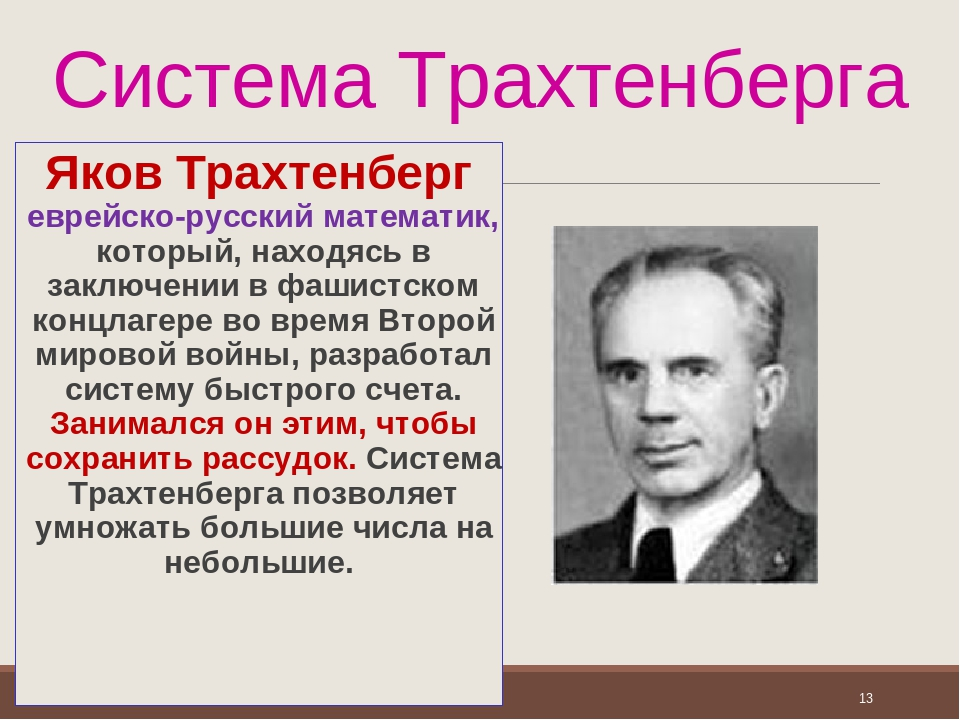 Система Трахтенберга
Яков Трахтенберг
еврейско-русский математик,
который, находясь в
заключении в фашистском
концлагере во время Второй
мировой войны, разработал
систему быстрого счета.
Занимался он этим, чтобы
сохранить рассудок. Система
Трахтенберга позволяет
умножать большие числа на
небольшие.
13